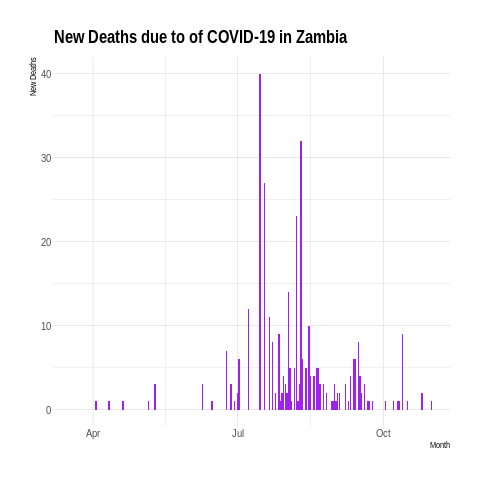 New Deaths due to of COVID-19 in Zambia
New Deaths
40
30
20
10
0
Apr
Jul
Oct
Month